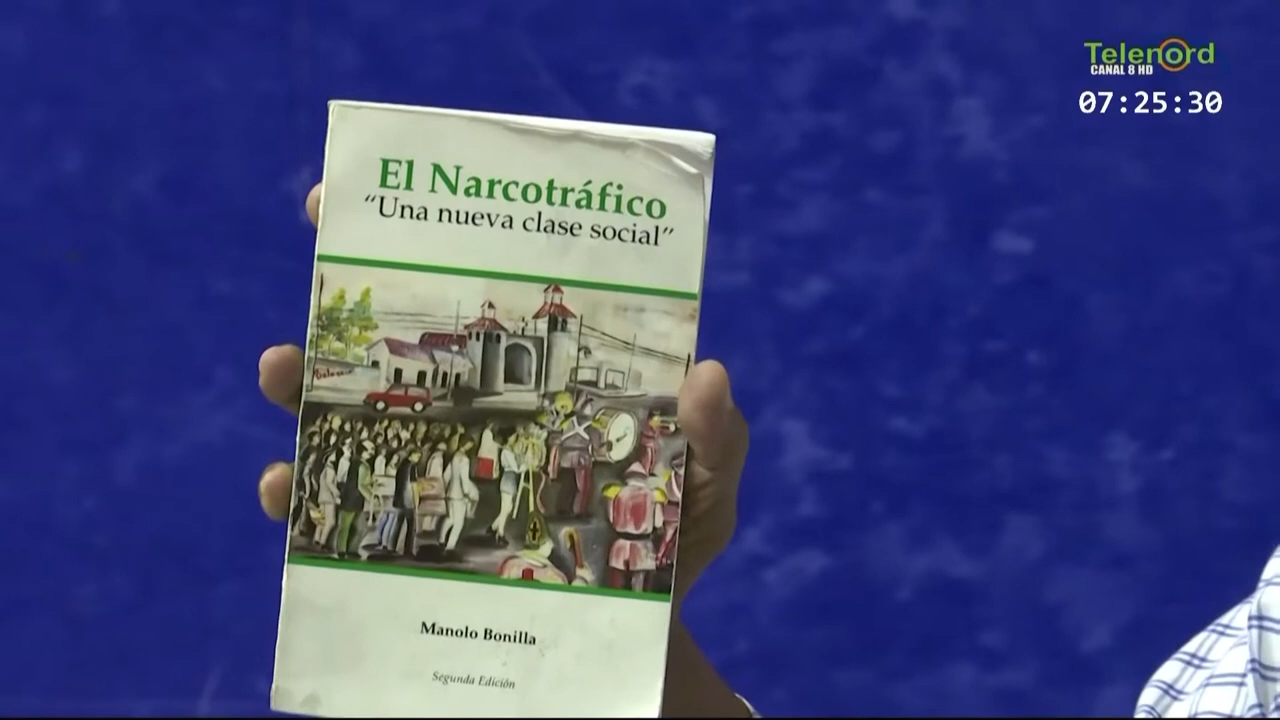 Telenord
CANAL 8 HD
07:25:30
El Narcotráfico
“Una nueva clase social”
Manolo Bonilla
Segunda Edición